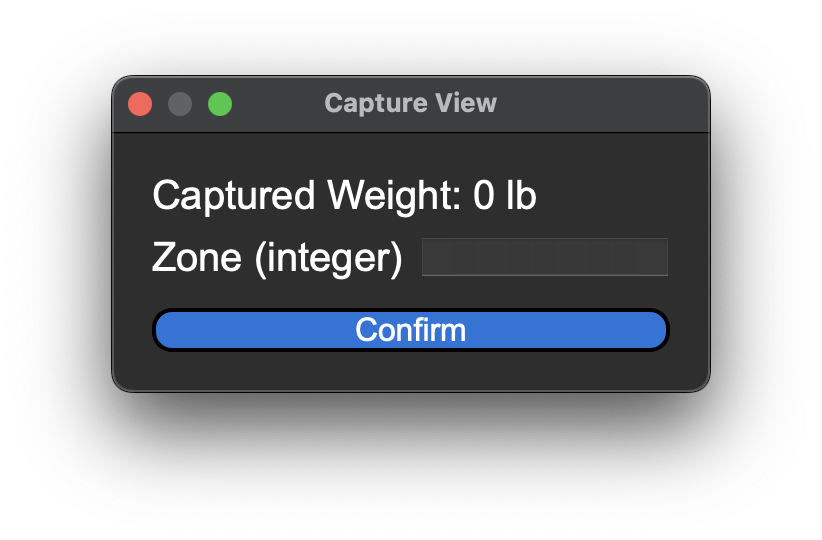 Capture View
Captured Weight: 0 lb
Zone (integer)
Confirm